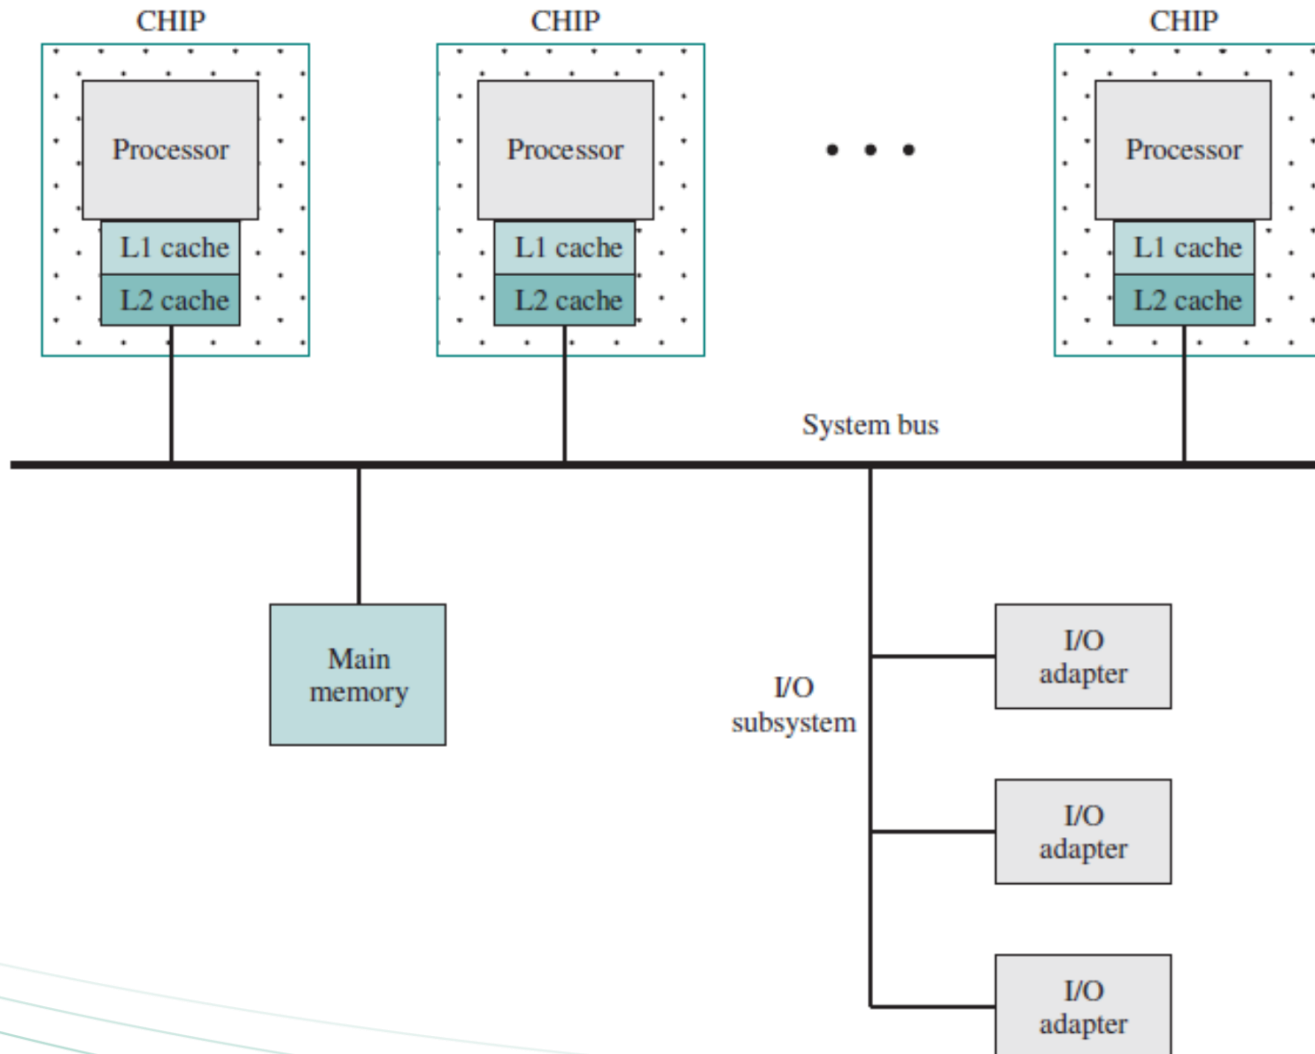 CHIP
CHIP
CHIP
Processor
Processor
Processor
L1 cache
L1 cache
L1 cache
L2 cache
L2 cache
L2 cache
System bus
Main
memory
I/O
subsystem
I/O
adapter
I/O
adapter
I/O
adapter